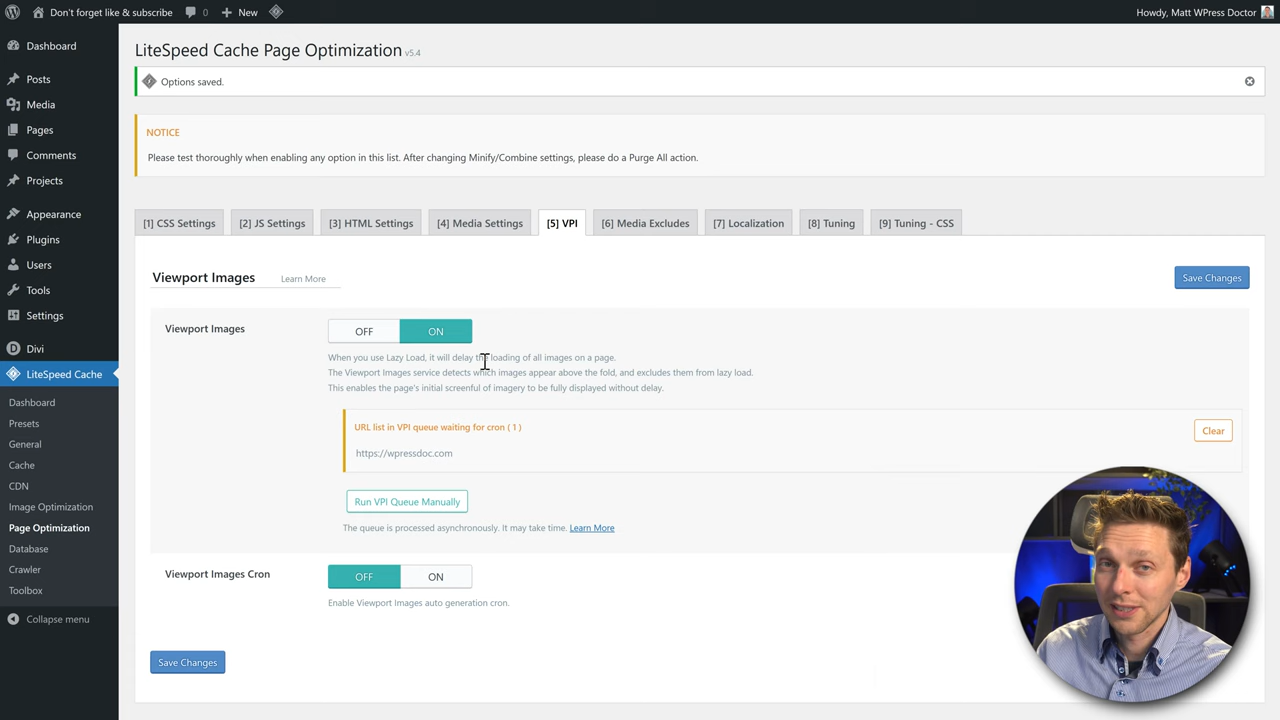 Don't forget like & subscribe
0
New
Howdy, Matt WPress Doctor
Dashboard
Posts
Media
Pages
Comments
Projects
Appearance
Plugins
Users
Tools
Settings
Divi
LiteSpeed Cache
Dashboard
Presets
General
Cache
CDN
Image Optimization
Page Optimization
Database
Crawler
Toolbox
Collapse menu
LiteSpeed Cache Page Optimization v5.4
Options saved.
NOTICE
Please test thoroughly when enabling any option in this list. After changing Minify/Combine settings, please do a Purge All action.
[1] CSS Settings
[2] JS Settings
[3] HTML Settings
[4] Media Settings
[5] VPI
[6] Media Excludes
[7] Localization
[8] Tuning
[9] Tuning - CSS
Viewport Images
Learn More
Save Changes
Viewport Images
OFF
ON
When you use Lazy Load, it will delay the loading of all images on a page.
The Viewport Images service detects which images appear above the fold, and excludes them from lazy load.
This enables the page's initial screenful of imagery to be fully displayed without delay.
URL list in VPI queue waiting for cron ( 1 )
Clear
https://wpressdoc.com
Run VPI Queue Manually
The queue is processed asynchronously. It may take time. Learn More
Viewport Images Cron
OFF
ON
Enable Viewport Images auto generation cron.
Save Changes